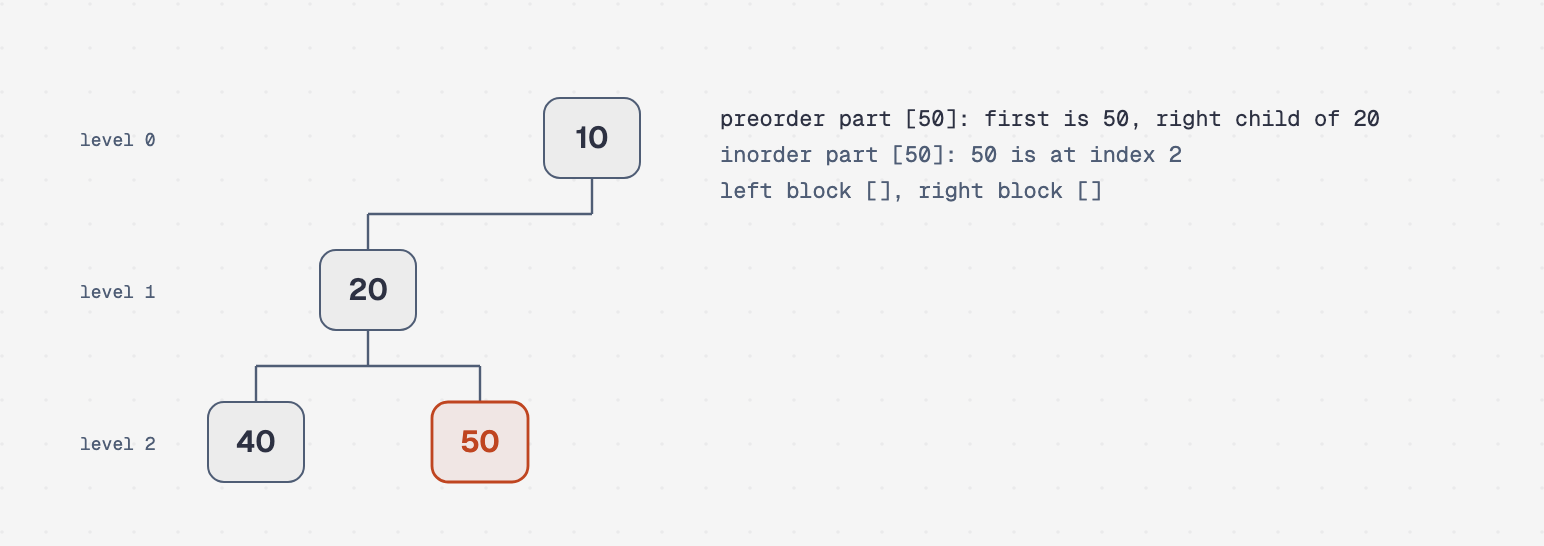 level 0
10
preorder part [50]: first is 50, right child of 20
inorder part [50]: 50 is at index 2
left block [], right block []
level 1
20
level 2
40
50